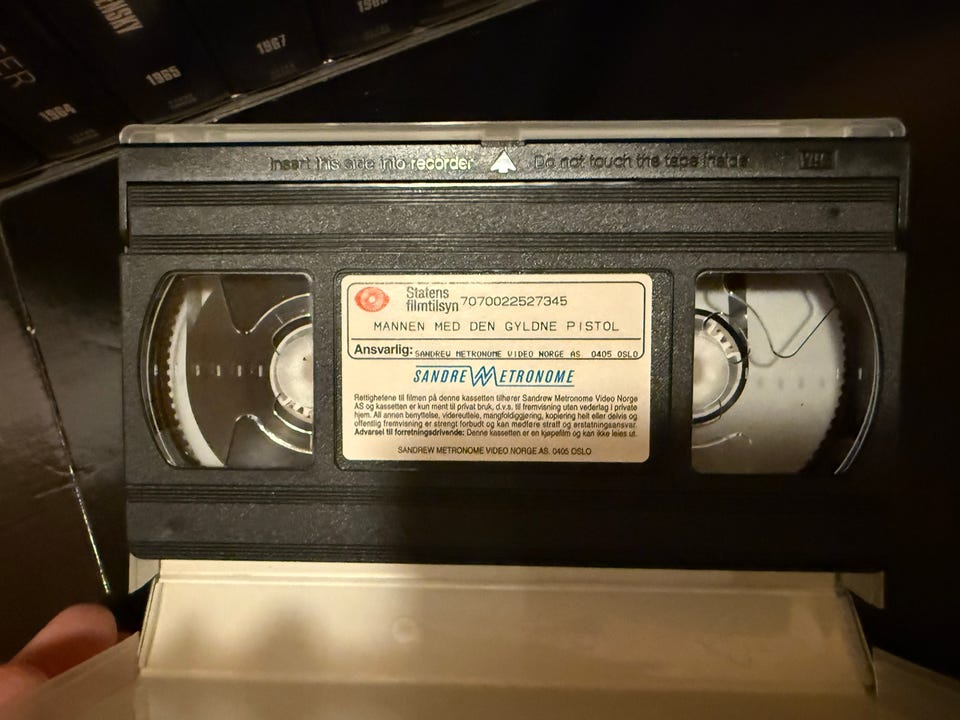 ENSKY
1964
1965
1967
Insert this side into recorder Do not touch the tape inside VHS
Statens
filmtilsyn 7070022527345
MANNEN MED DEN GYLDNE PISTOL
Ansvarlig: SANDREW METRONOME VIDEO NORGE AS 0405 OSLO
SANDREW METRONOME
Rettighetene til filmen på denne kassetten tilhører Sandrew Metronome Video Norge
AS og kassetten er kun ment til privat bruk, d.v.s. til fremvisning uten vederlag i private
hjem. All annen benyttelse, videreutleie, mangfoldiggjøring, kopering helt eller delvis og
offentlig fremvisning er strengt forbudt og kan medføre straff og erstatningsansvar.
Advarsel til forretningsdrivende: Denne kassetten er en kjøpefilm og kan ikke leies ut.
SANDREW METRONOME VIDEO NORGE AS. 0405 OSLO